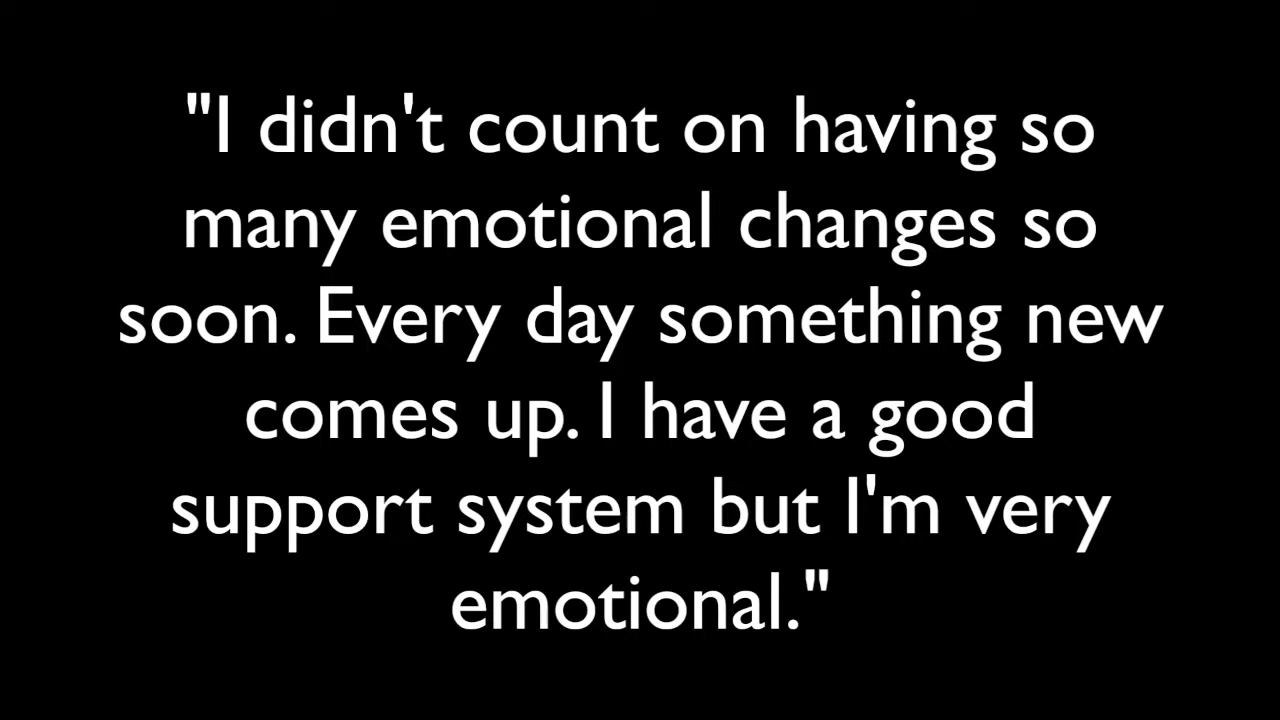 "I didn't count on having so
many emotional changes so
soon. Every day something new
comes up. I have a good
support system but I'm very
emotional."